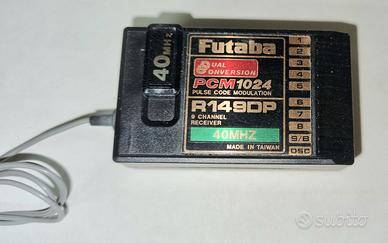 40MHZ
Futaba
DUAL
CONVERSION
PCM1024
PULSE CODE MODULATION
R149DP
9 CHANNEL
RECEIVER
40MHZ
MADE IN TAIWAN
1
2
3
4
5
6
7
8
9/B
DSC
subito